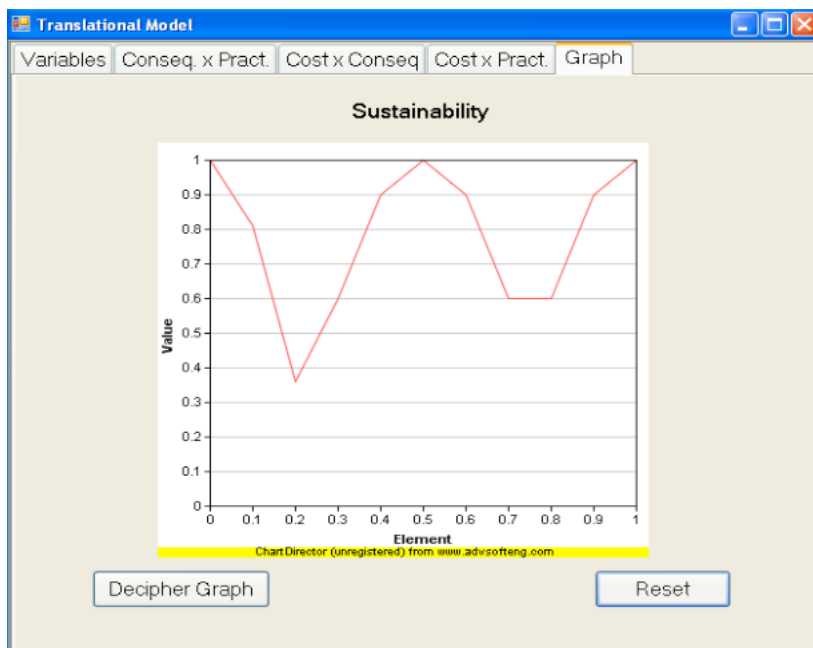 Translational Model
Variables Conseq. x Pract. Cost x Conseq Cost x Pract. Graph
Sustainability
1
0.9
0.8
0.7
0.6
0.5
0.4
0.3
0.2
0.1
0
Value
0 0.1 0.2 0.3 0.4 0.5 0.6 0.7 0.8 0.9 1
Element
ChartDirector (unregistered) from www.advsofteng.com
Decipher Graph Reset